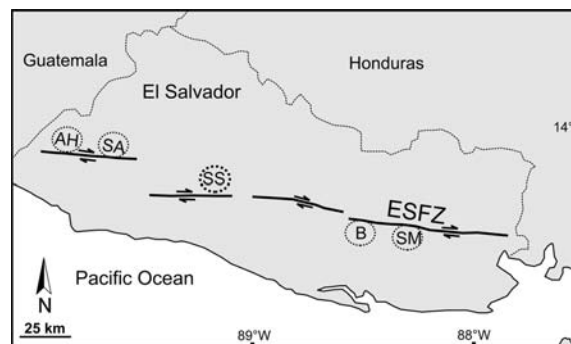 Guatemala
Honduras
El Salvador
14°
AH
SA
SS
ESFZ
B
SM
Pacific Ocean
N
25 km
89°W
88°W